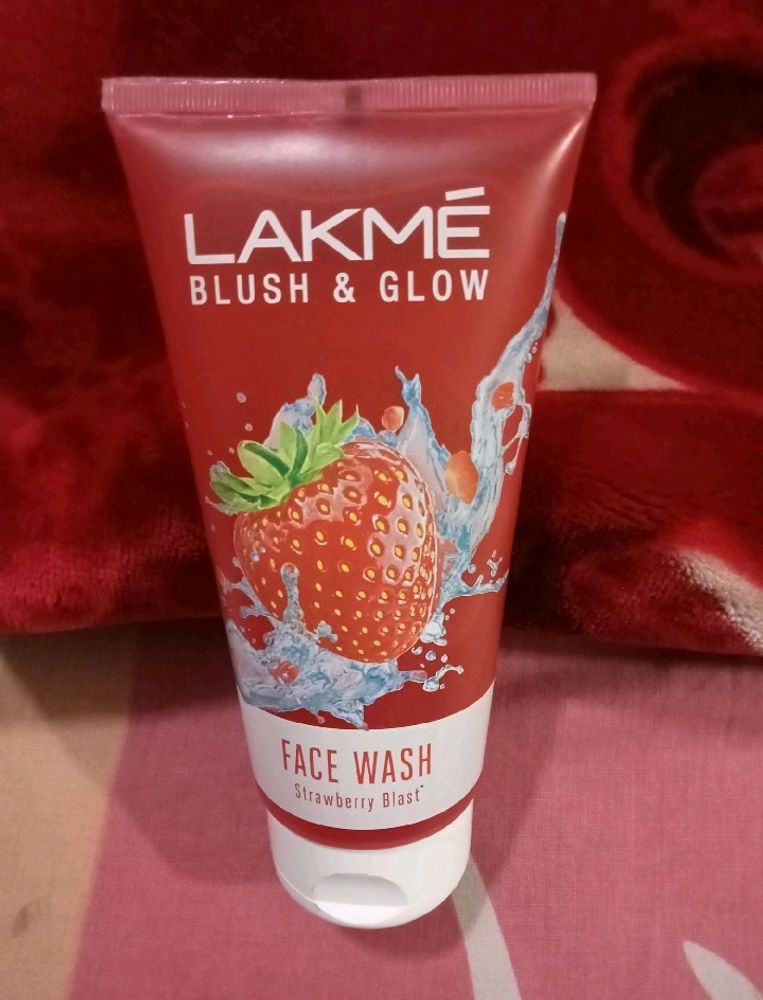 LAKMÉ
BLUSH & GLOW
FACE WASH
Strawberry Blast*